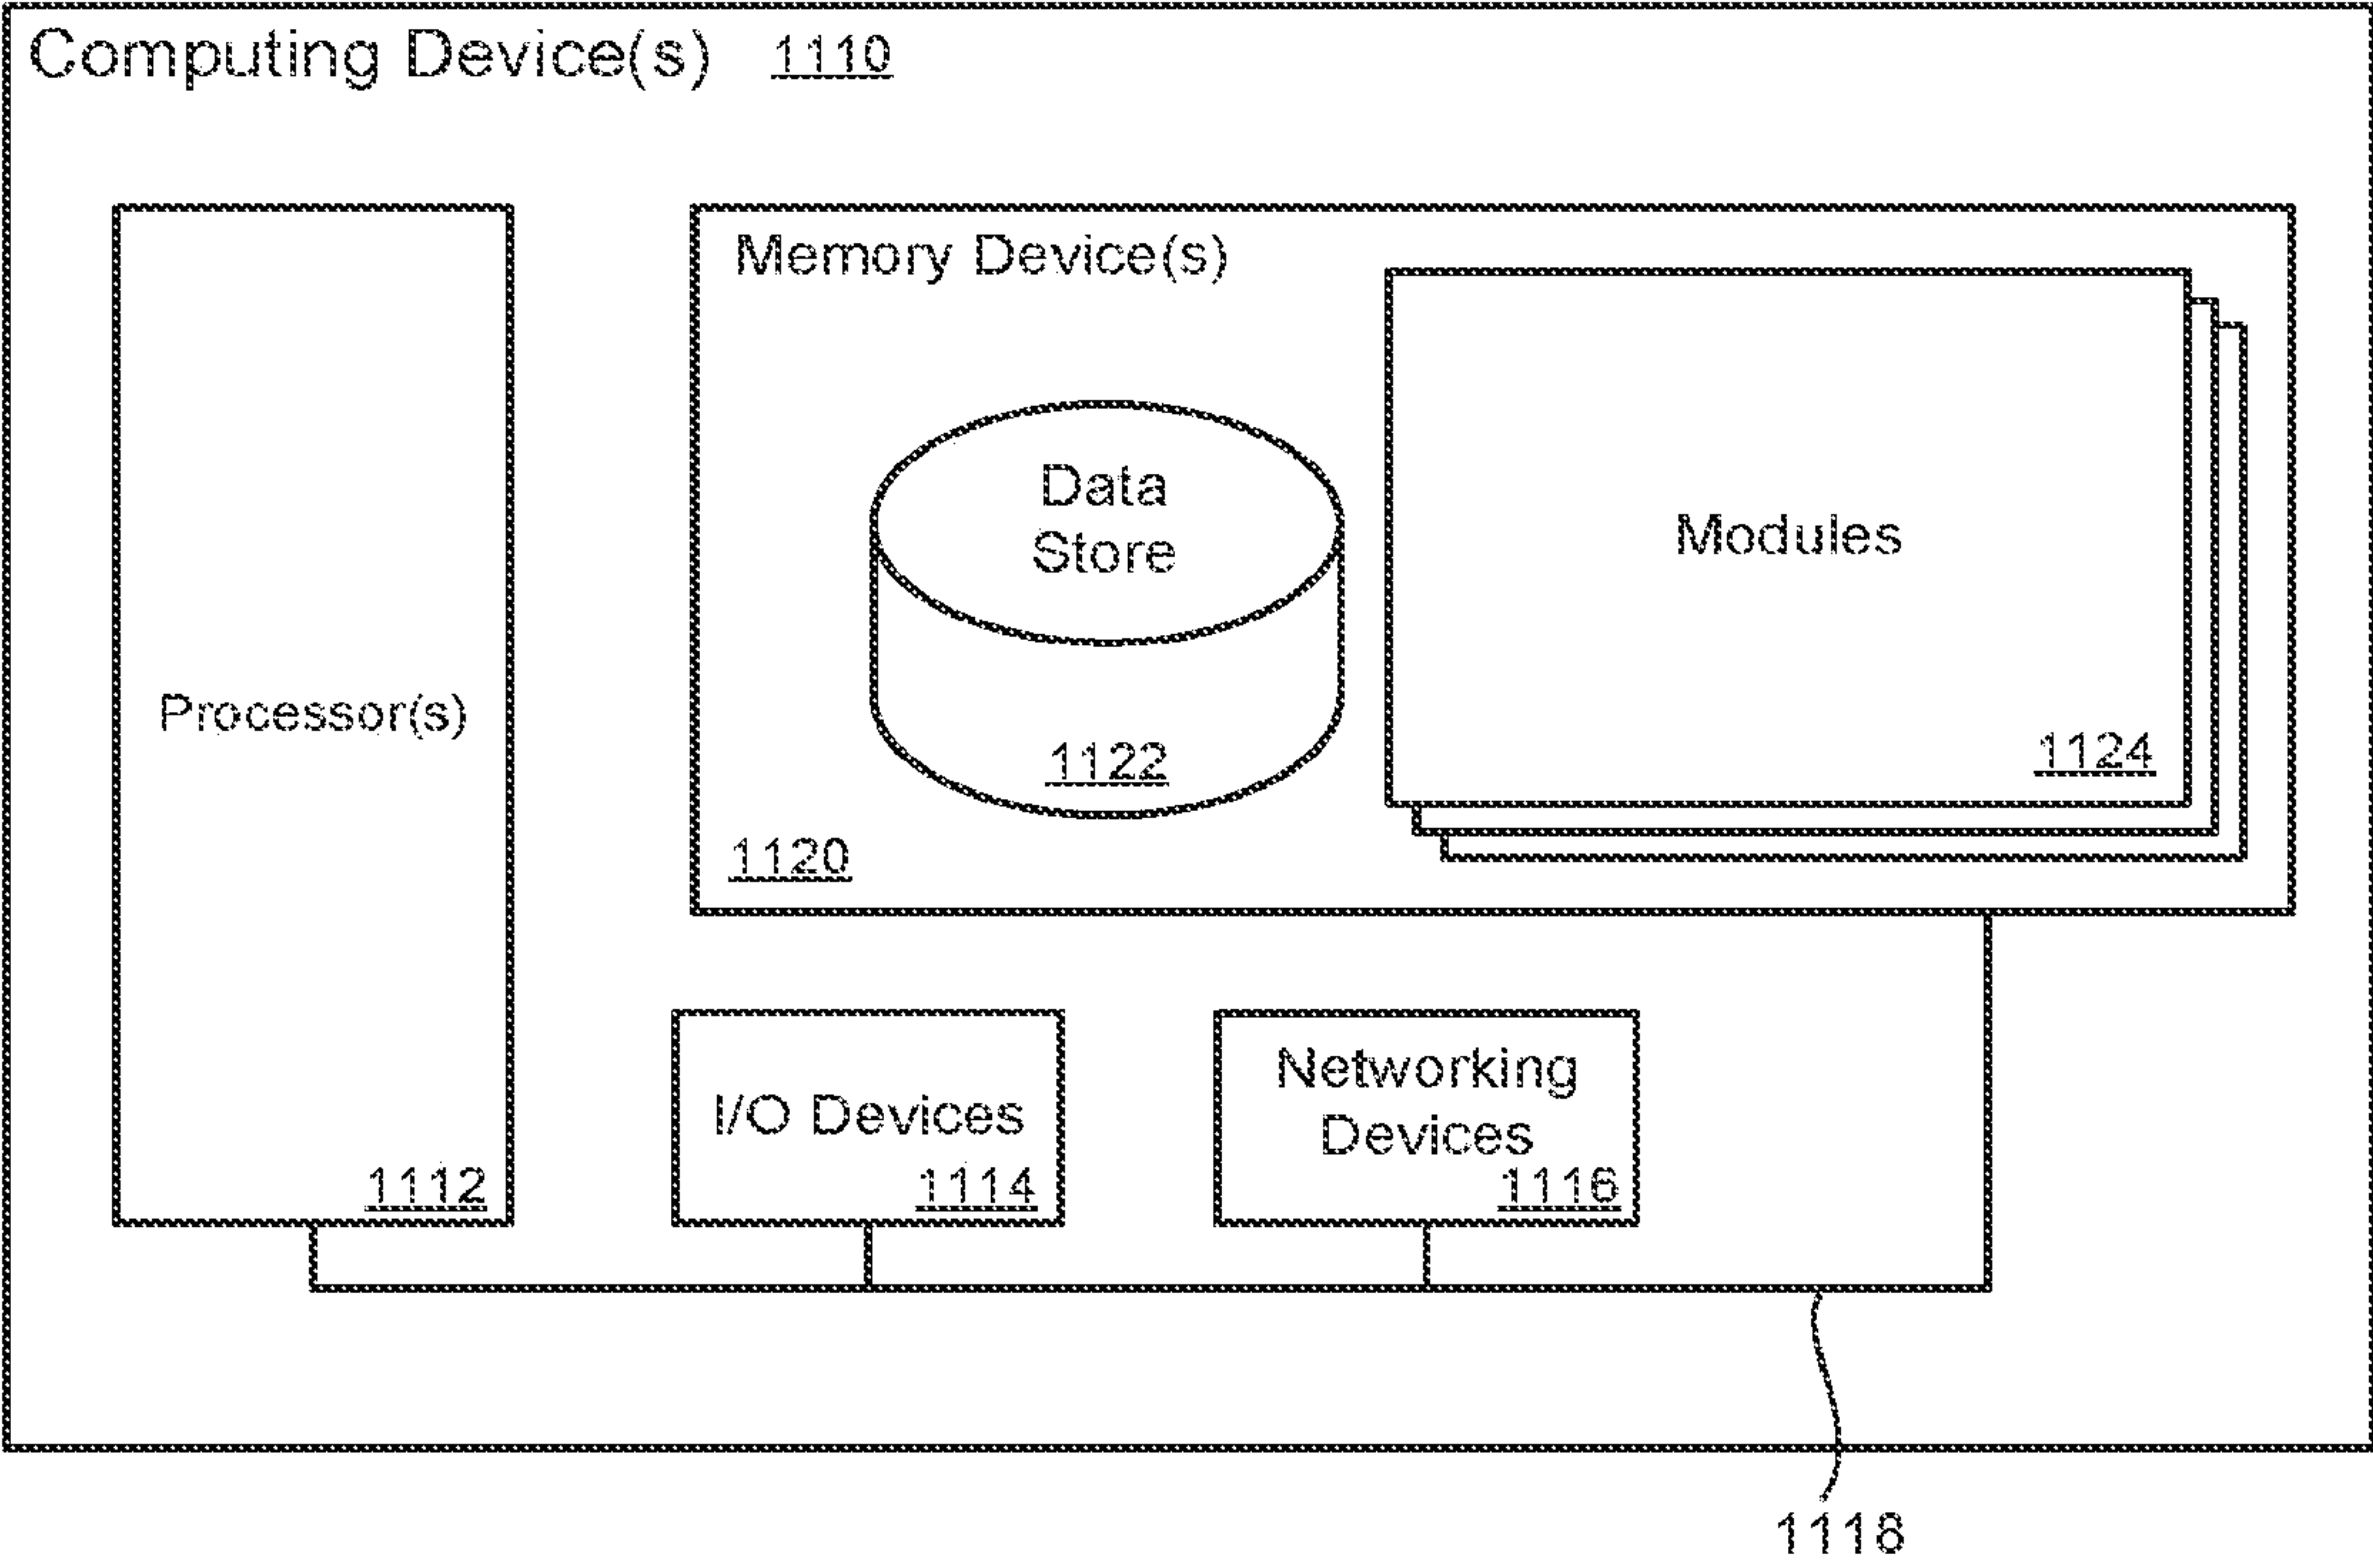 Computing Device(s) 1110
Memory Device(s)
Data
Store
Modules
Processor(s)
1122
1124
1120
I/O Devices
Networking
Devices
1112
1114
1116
1118